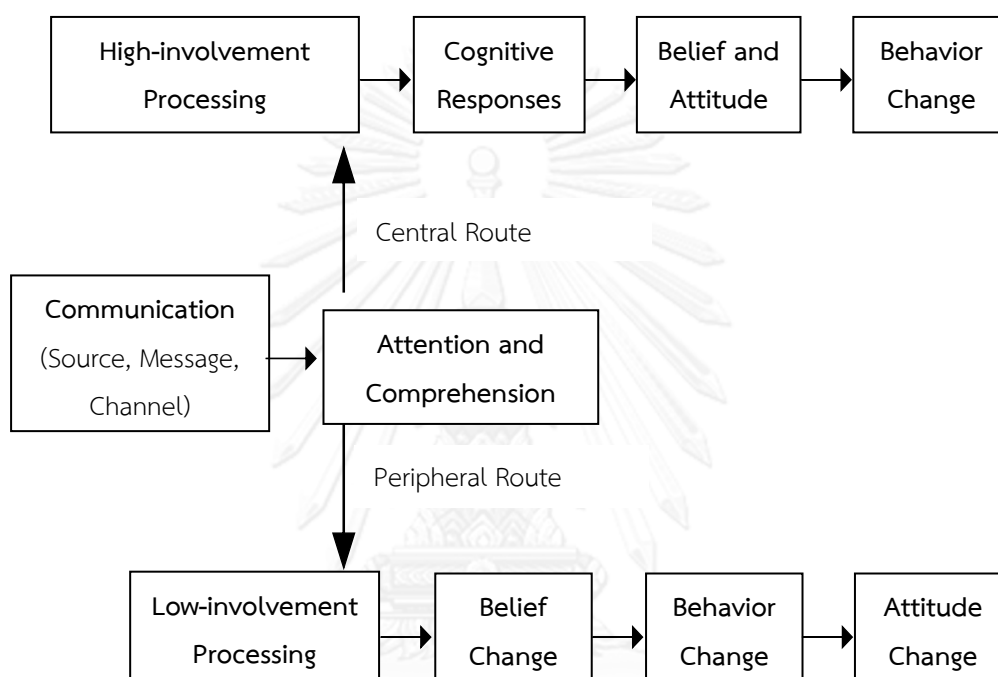 High-involvement
Processing
Cognitive
Responses
Belief and
Attitude
Behavior
Change
Central Route
Communication
(Source, Message,
Channel)
Attention and
Comprehension
Peripheral Route
Low-involvement
Processing
Belief
Change
Behavior
Change
Attitude
Change